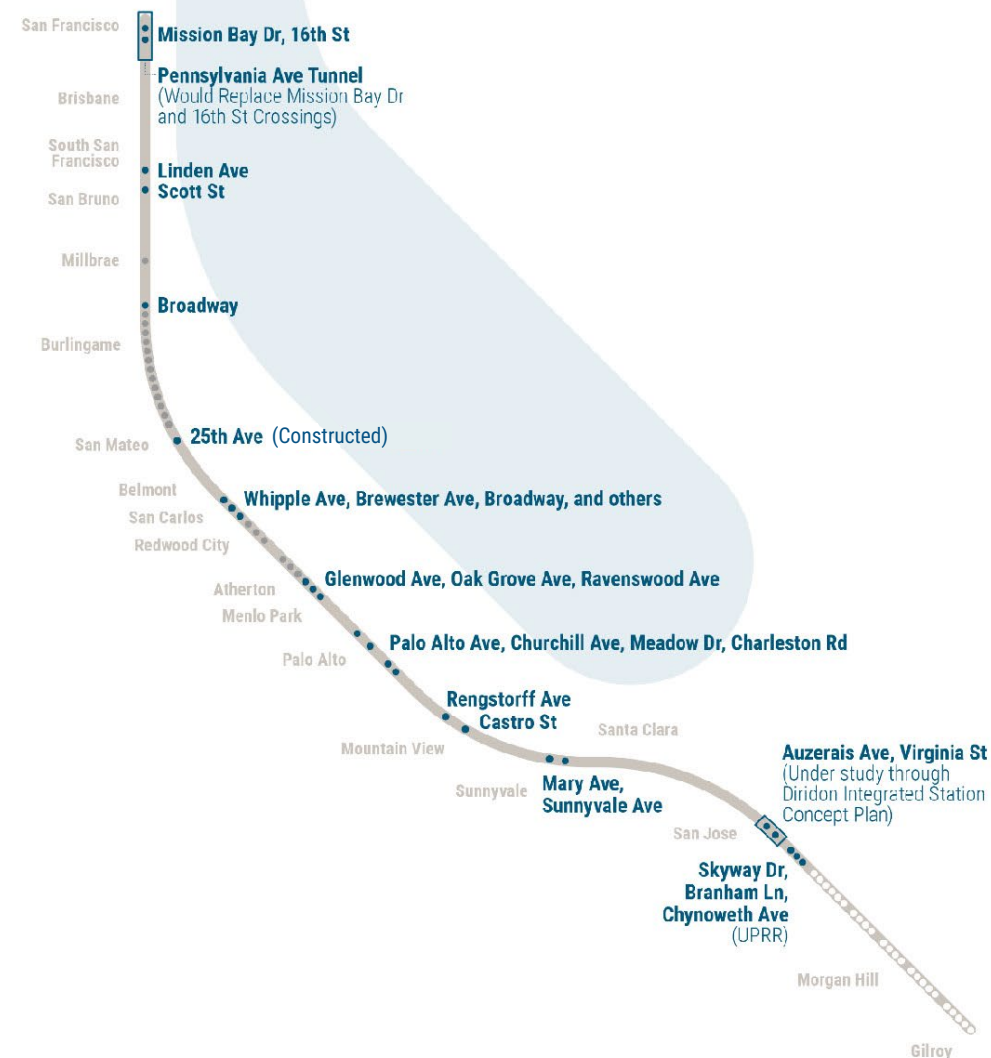 San Francisco
Mission Bay Dr, 16th St
Pennsylvania Ave Tunnel
(Would Replace Mission Bay Dr
and 16th St Crossings)
Brisbane
South San
Francisco
Linden Ave
Scott St
San Bruno
Millbrae
Broadway
Burlingame
25th Ave (Constructed)
San Mateo
Belmont
Whipple Ave, Brewester Ave, Broadway, and others
San Carlos
Redwood City
Glenwood Ave, Oak Grove Ave, Ravenswood Ave
Atherton
Menlo Park
Palo Alto Ave, Churchill Ave, Meadow Dr, Charleston Rd
Palo Alto
Rengstorff Ave
Castro St
Santa Clara
Mountain View
Auzerais Ave, Virginia St
(Under study through
Diridon Integrated Station
Concept Plan)
Sunnyvale
Mary Ave,
Sunnyvale Ave
San Jose
Skyway Dr,
Branham Ln,
Chynoweth Ave
(UPRR)
Morgan Hill
Gilroy